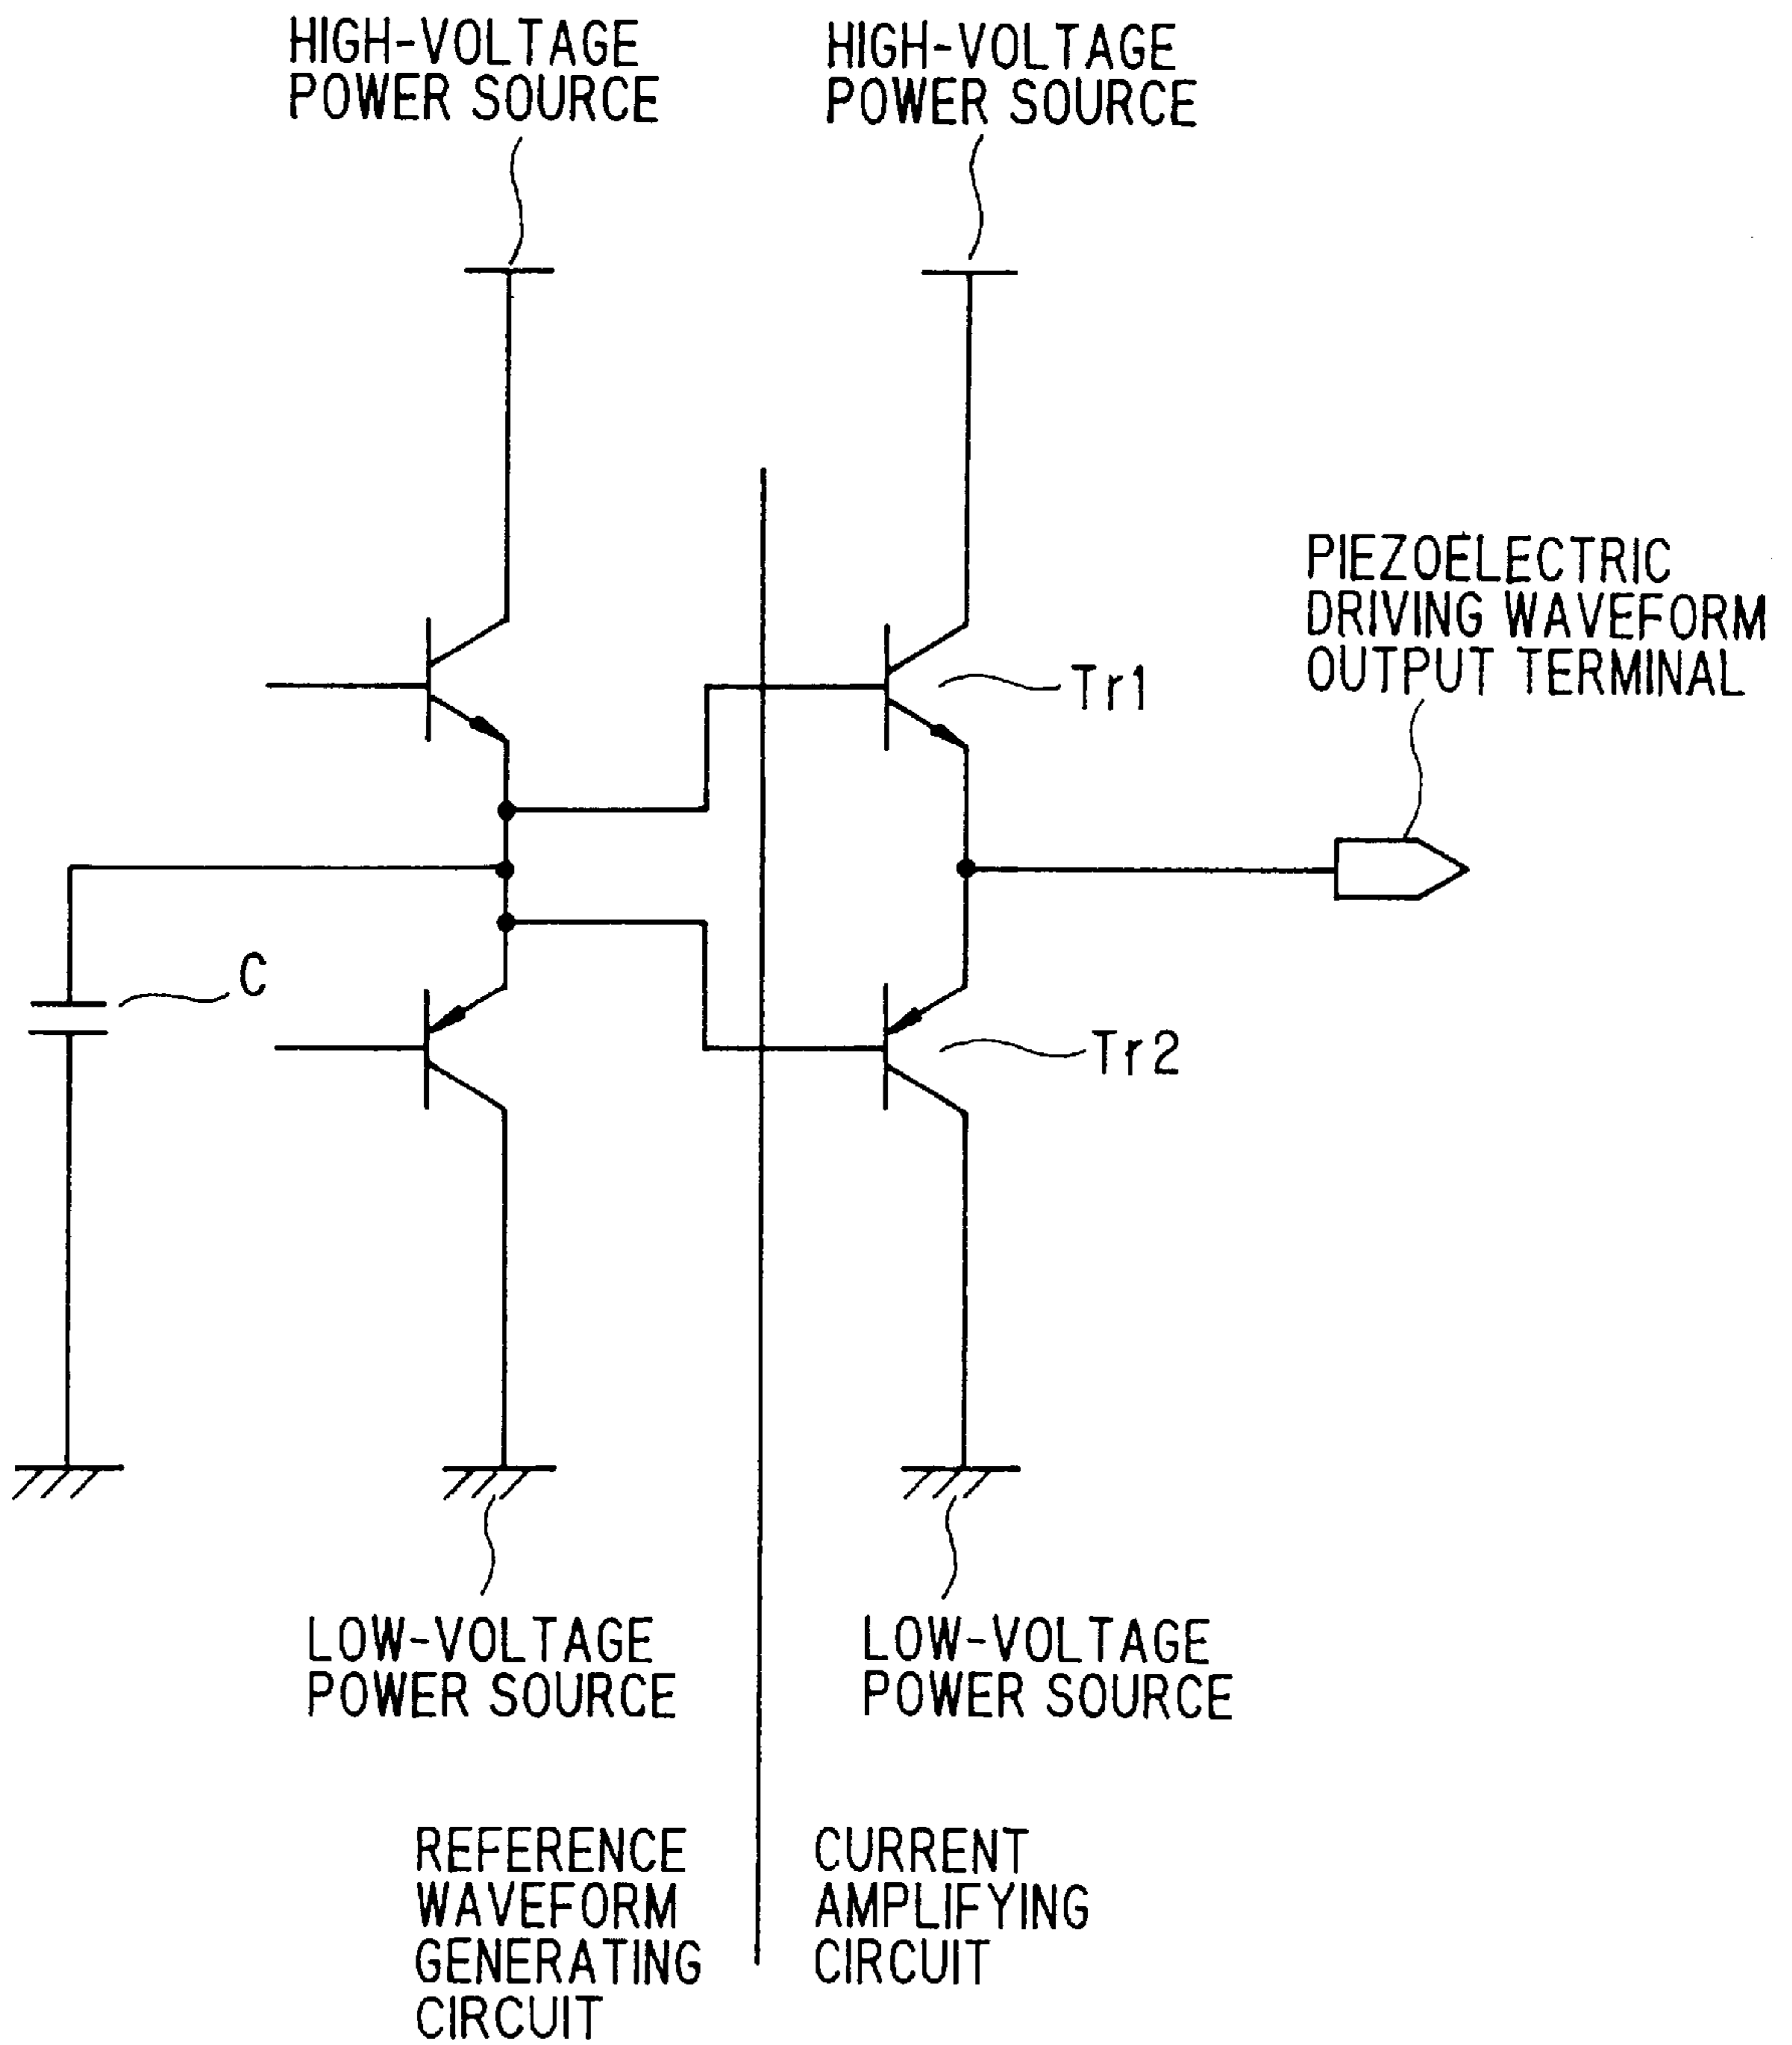 HIGH-VOLTAGE
POWER SOURCE
HIGH-VOLTAGE
POWER SOURCE
PIEZOELECTRIC
DRIVING WAVEFORM
OUTPUT TERMINAL
Tr1
C
Tr2
LOW-VOLTAGE
POWER SOURCE
LOW-VOLTAGE
POWER SOURCE
REFERENCE
WAVEFORM
GENERATING
CIRCUIT
CURRENT
AMPLIFYING
CIRCUIT